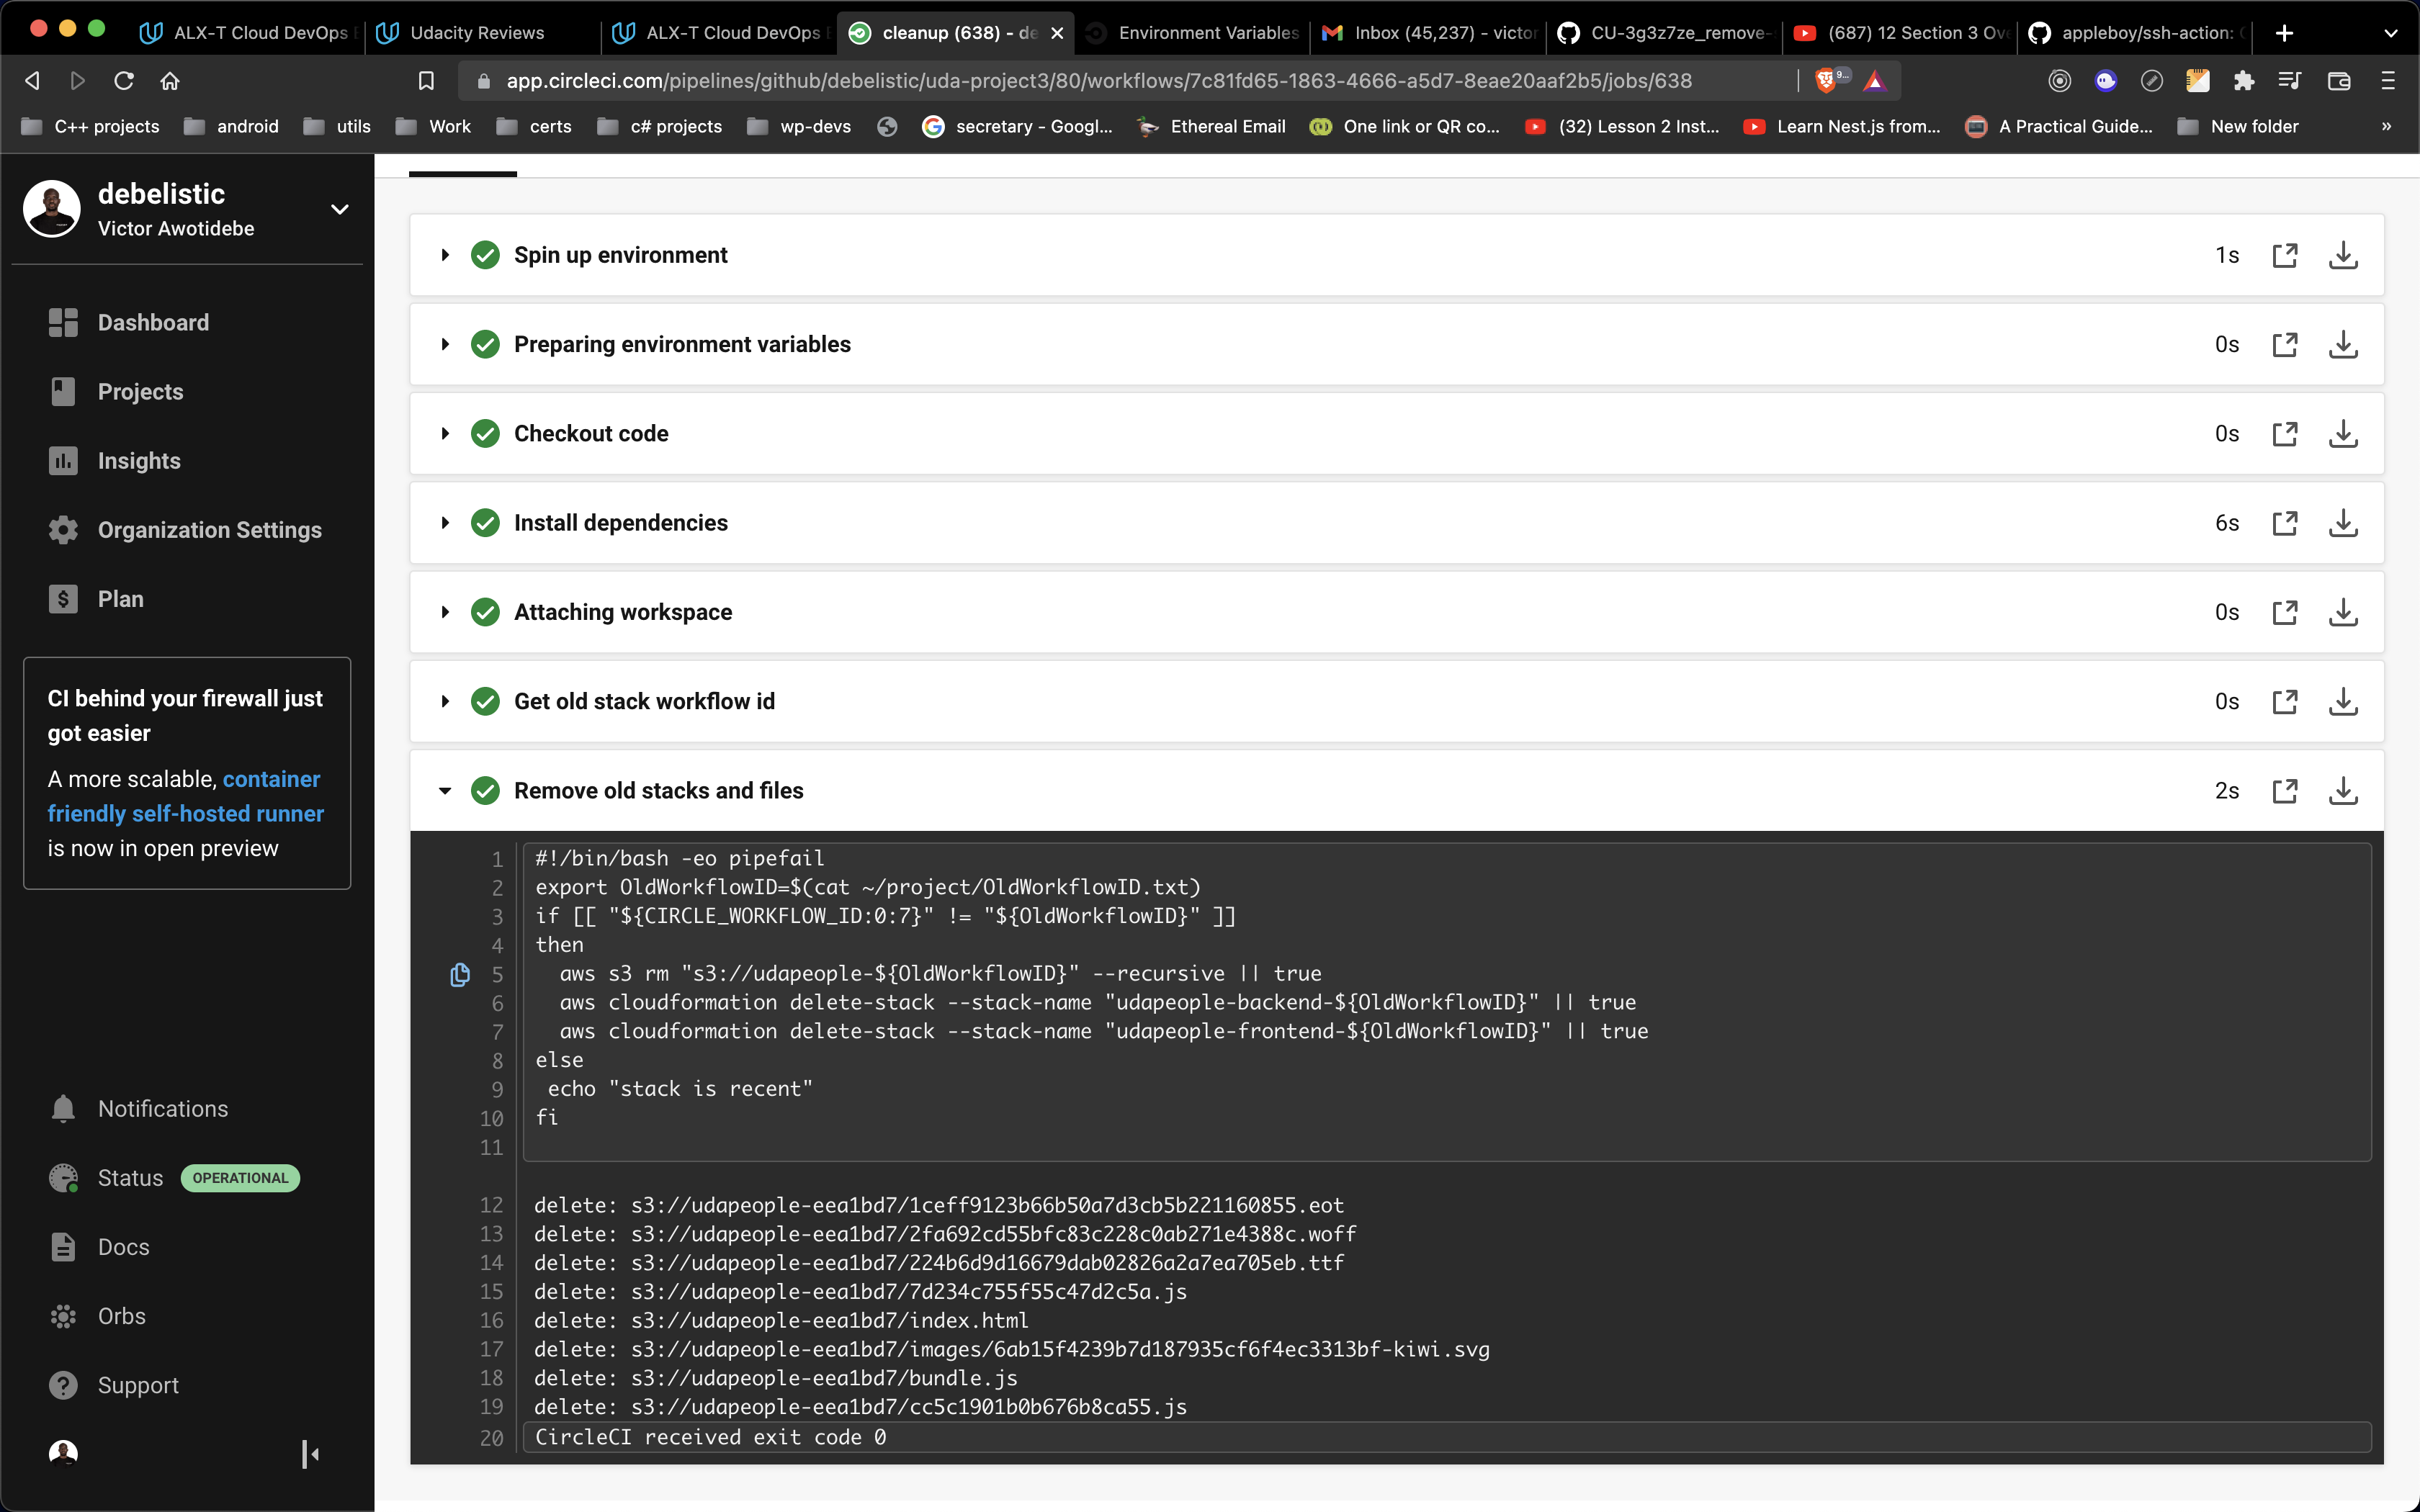 ALX-T Cloud DevOps
Udacity Reviews
ALX-T Cloud DevOps
cleanup (638) - de
Environment Variables
Inbox (45,237) - victor
CU-3g3z7ze_remove-
(687) 12 Section 3 Ove
appleboy/ssh-action:
app.circleci.com/pipelines/github/debelistic/uda-project3/80/workflows/7c81fd65-1863-4666-a5d7-8eae20aaf2b5/jobs/638
9...
C++ projects
android
utils
Work
certs
c# projects
wp-devs
secretary - Googl...
Ethereal Email
One link or QR co...
(32) Lesson 2 Inst...
Learn Nest.js from...
A Practical Guide...
New folder
»
debelistic
Victor Awotidebe
Dashboard
Projects
Insights
Organization Settings
Plan
CI behind your firewall just
got easier
A more scalable, container
friendly self-hosted runner
is now in open preview
Notifications
Status OPERATIONAL
Docs
Orbs
Support
Spin up environment 1s
Preparing environment variables 0s
Checkout code 0s
Install dependencies 6s
Attaching workspace 0s
Get old stack workflow id 0s
Remove old stacks and files 2s
1 #!/bin/bash -eo pipefail
2 export OldWorkflowID=$(cat ~/project/OldWorkflowID.txt)
3 if [[ "${CIRCLE_WORKFLOW_ID:0:7}" != "${OldWorkflowID}" ]]
4 then
5 aws s3 rm "s3://udapeople-${OldWorkflowID}" --recursive || true
6 aws cloudformation delete-stack --stack-name "udapeople-backend-${OldWorkflowID}" || true
7 aws cloudformation delete-stack --stack-name "udapeople-frontend-${OldWorkflowID}" || true
8 else
9 echo "stack is recent"
10 fi
11
12 delete: s3://udapeople-eea1bd7/1ceff9123b66b50a7d3cb5b221160855.eot
13 delete: s3://udapeople-eea1bd7/2fa692cd55bfc83c228c0ab271e4388c.woff
14 delete: s3://udapeople-eea1bd7/224b6d9d16679dab02826a2a7ea705eb.ttf
15 delete: s3://udapeople-eea1bd7/7d234c755f55c47d2c5a.js
16 delete: s3://udapeople-eea1bd7/index.html
17 delete: s3://udapeople-eea1bd7/images/6ab15f4239b7d187935cf6f4ec3313bf-kiwi.svg
18 delete: s3://udapeople-eea1bd7/bundle.js
19 delete: s3://udapeople-eea1bd7/cc5c1901b0b676b8ca55.js
20 CircleCI received exit code 0